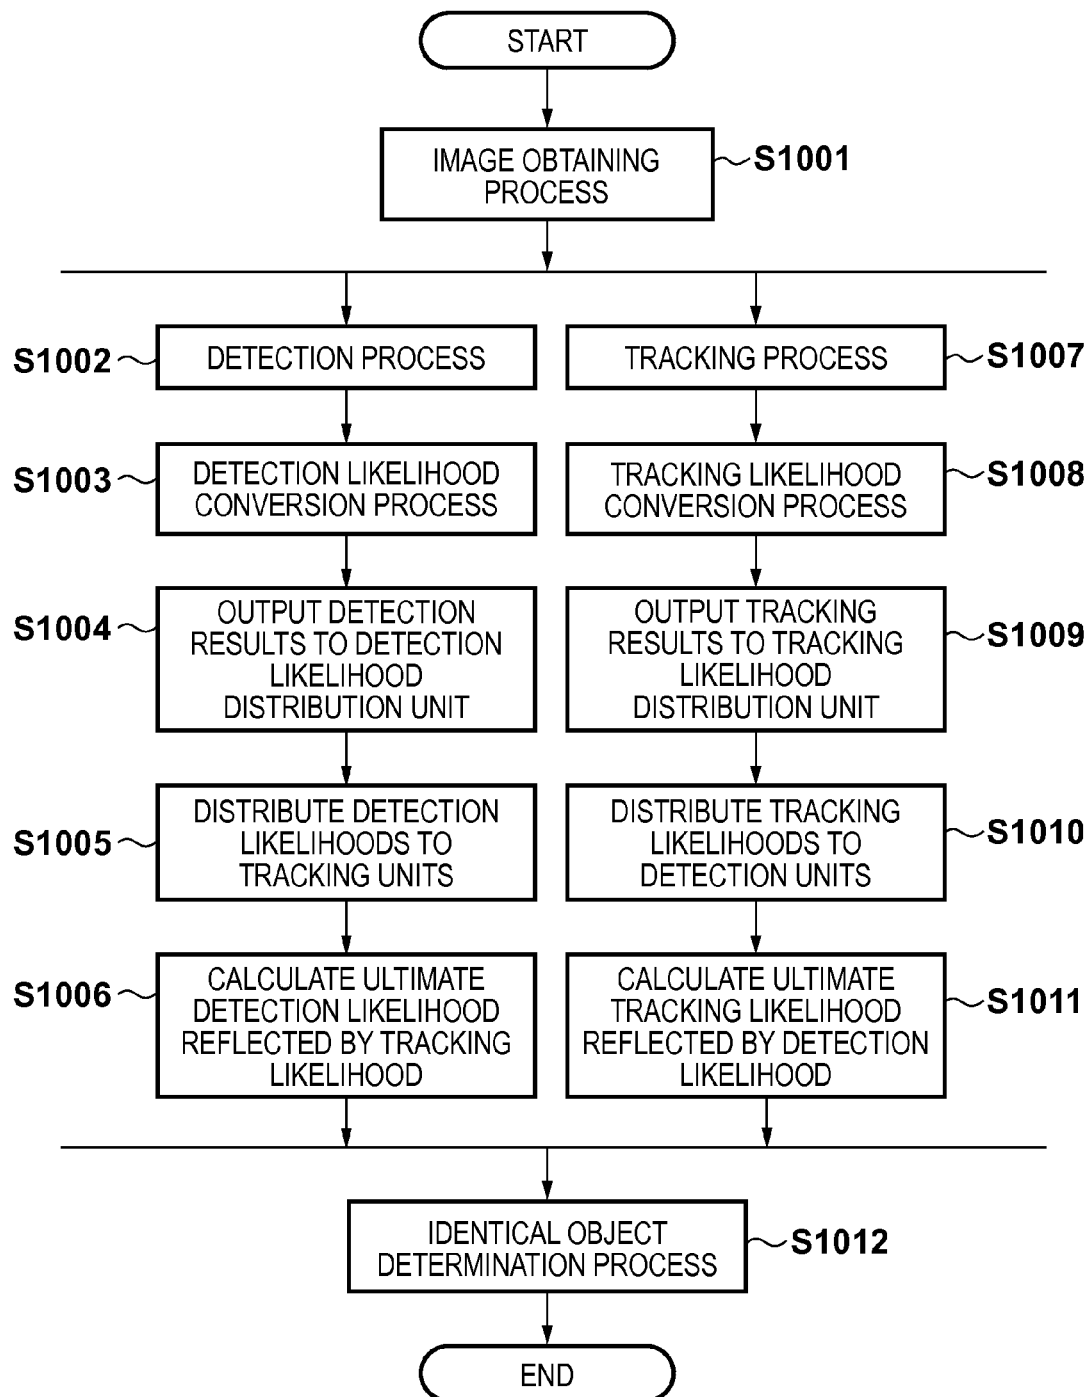 START
IMAGE OBTAINING
PROCESS
S1001
S1002
DETECTION PROCESS
S1003
DETECTION LIKELIHOOD
CONVERSION PROCESS
S1004
OUTPUT DETECTION
RESULTS TO DETECTION
LIKELIHOOD
DISTRIBUTION UNIT
S1005
DISTRIBUTE DETECTION
LIKELIHOODS TO
TRACKING UNITS
S1006
CALCULATE ULTIMATE
DETECTION LIKELIHOOD
REFLECTED BY TRACKING
LIKELIHOOD
TRACKING PROCESS
S1007
TRACKING LIKELIHOOD
CONVERSION PROCESS
S1008
OUTPUT TRACKING
RESULTS TO TRACKING
LIKELIHOOD
DISTRIBUTION UNIT
S1009
DISTRIBUTE TRACKING
LIKELIHOODS TO
DETECTION UNITS
S1010
CALCULATE ULTIMATE
TRACKING LIKELIHOOD
REFLECTED BY DETECTION
LIKELIHOOD
S1011
IDENTICAL OBJECT
DETERMINATION PROCESS
S1012
END